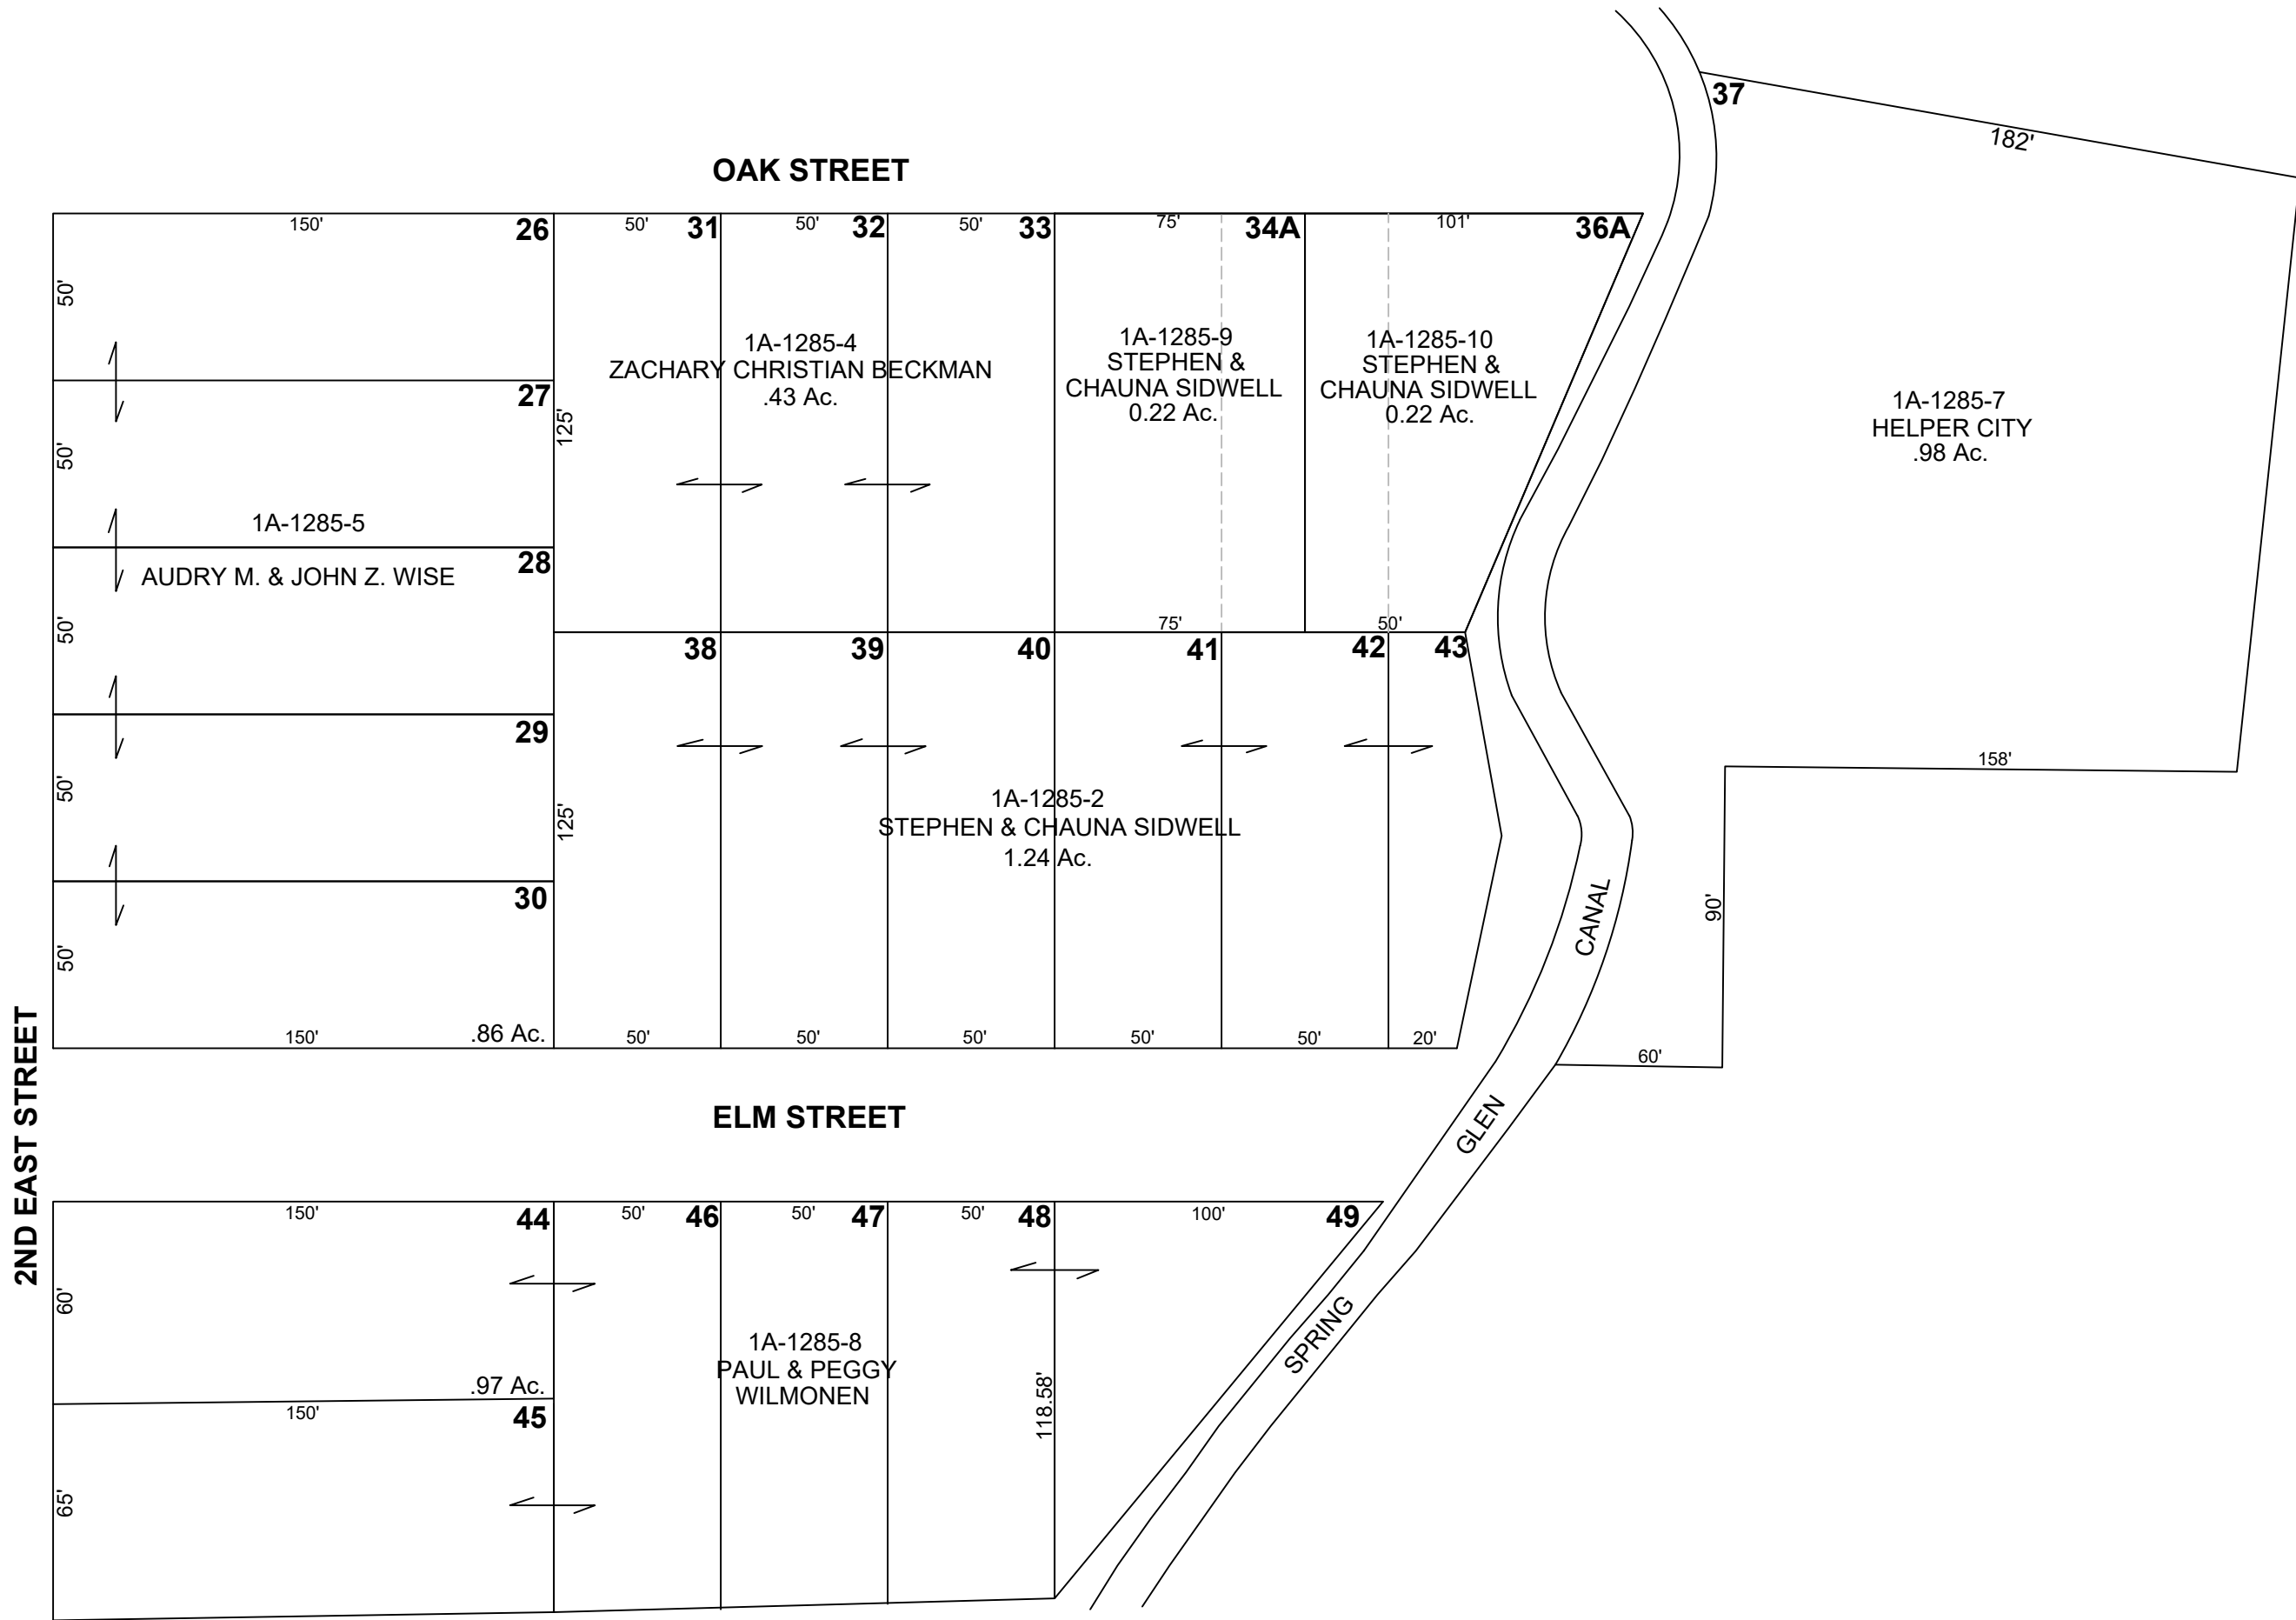 37
182'
OAK STREET
150'
26
50'
31
50'
32
50'
33
75'
34A
101'
36A
50'
27
125'
1A-1285-4
ZACHARY CHRISTIAN BECKMAN
.43 Ac.
1A-1285-9
STEPHEN &
CHAUNA SIDWELL
0.22 Ac.
1A-1285-10
STEPHEN &
CHAUNA SIDWELL
0.22 Ac.
1A-1285-7
HELPER CITY
.98 Ac.
50'
1A-1285-5
28
AUDRY M. & JOHN Z. WISE
50'
75'
50'
38
39
40
41
42
43
29
50'
158'
125'
1A-1285-2
STEPHEN & CHAUNA SIDWELL
1.24 Ac.
30
90'
50'
150'
.86 Ac.
50'
50'
50'
50'
50'
20'
60'
2ND EAST STREET
ELM STREET
SPRING
GLEN
CANAL
150'
44
50'
46
50'
47
50'
48
100'
49
60'
.97 Ac.
1A-1285-8
PAUL & PEGGY
WILMONEN
118.58'
150'
45
65'